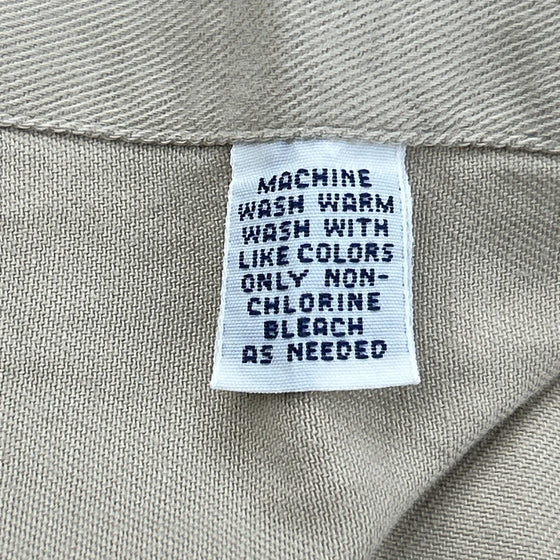 MACHINE
WASH WARM
WASH WITH
LIKE COLORS
ONLY NON-
CHLORINE
BLEACH
AS NEEDED